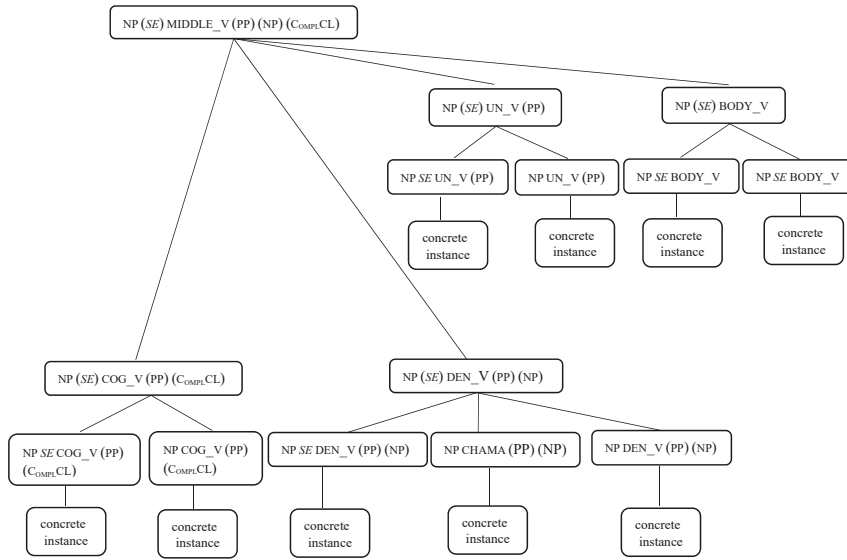 NP (SE) MIDDLE_V (PP) (NP) (COMPLCL)
NP (SE) UN_V (PP)
NP (SE) BODY_V
NP SE UN_V (PP)
NP UN_V (PP)
NP SE BODY_V
NP SE BODY_V
concrete
instance
concrete
instance
concrete
instance
concrete
instance
NP (SE) COG_V (PP) (COMPLCL)
NP (SE) DEN_V (PP) (NP)
NP SE COG_V (PP)
(COMPLCL)
NP COG_V (PP)
(COMPLCL)
NP SE DEN_V (PP) (NP)
NP CHAMA (PP) (NP)
NP DEN_V (PP) (NP)
concrete
instance
concrete
instance
concrete
instance
concrete
instance
concrete
instance